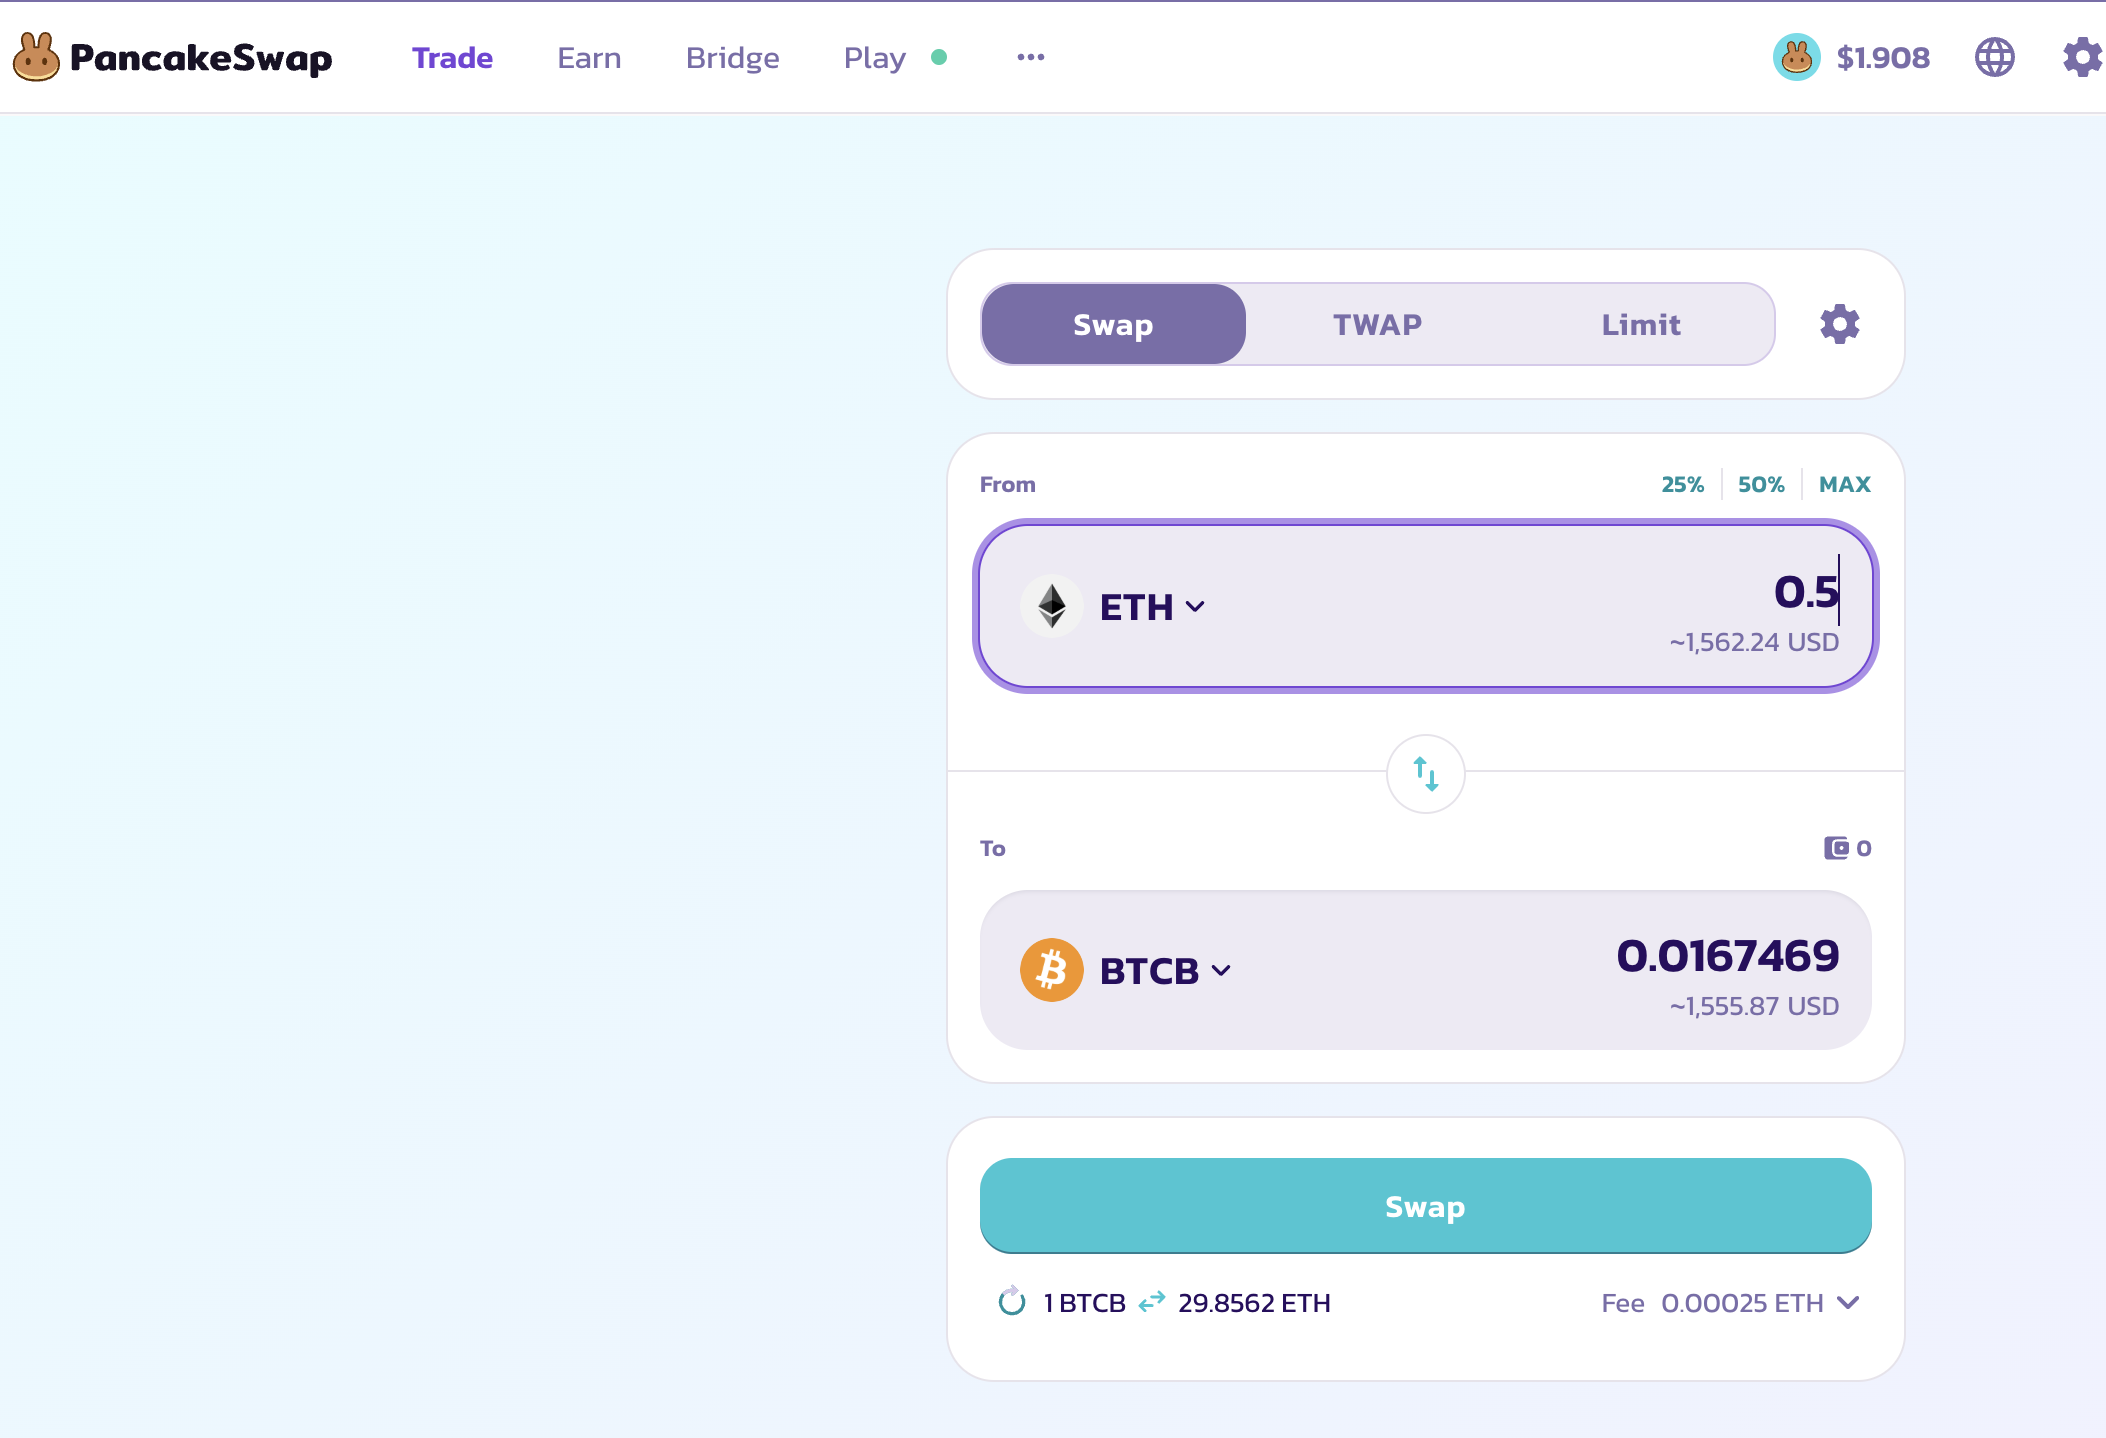 PancakeSwap Trade Earn Bridge Play ••• $1.908
Swap TWAP Limit
From 25% 50% MAX
ETH 0.5
~1,562.24 USD
To 0
BTCB 0.0167469
~1,555.87 USD
Swap
1 BTCB 29.8562 ETH Fee 0.00025 ETH